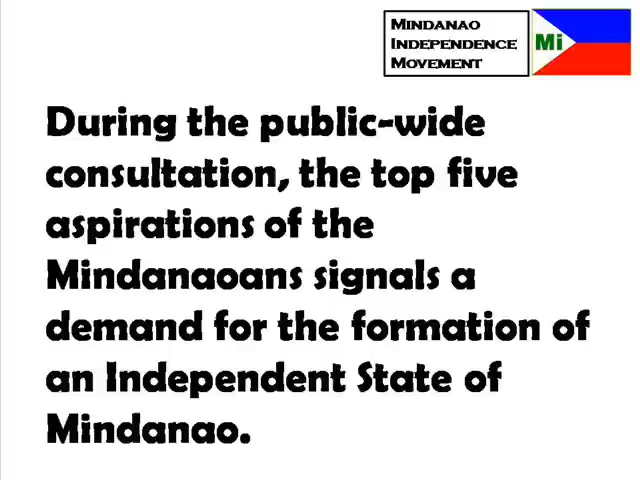 Mindanao
Independence
Movement
Mi
During the public-wide
consultation, the top five
aspirations of the
Mindanaoans signals a
demand for the formation of
an Independent State of
Mindanao.